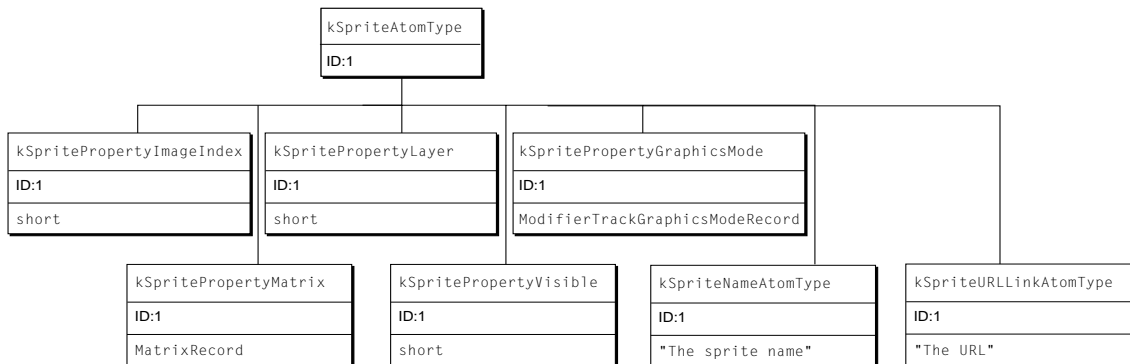 kSpriteAtomType
ID:1
kSpritePropertyImageIndex
ID:1
short
kSpritePropertyLayer
ID:1
short
kSpritePropertyGraphicsMode
ID:1
ModifierTrackGraphicsModeRecord
kSpritePropertyMatrix
ID:1
MatrixRecord
kSpritePropertyVisible
ID:1
short
kSpriteNameAtomType
ID:1
"The sprite name"
kSpriteURLLinkAtomType
ID:1
"The URL"